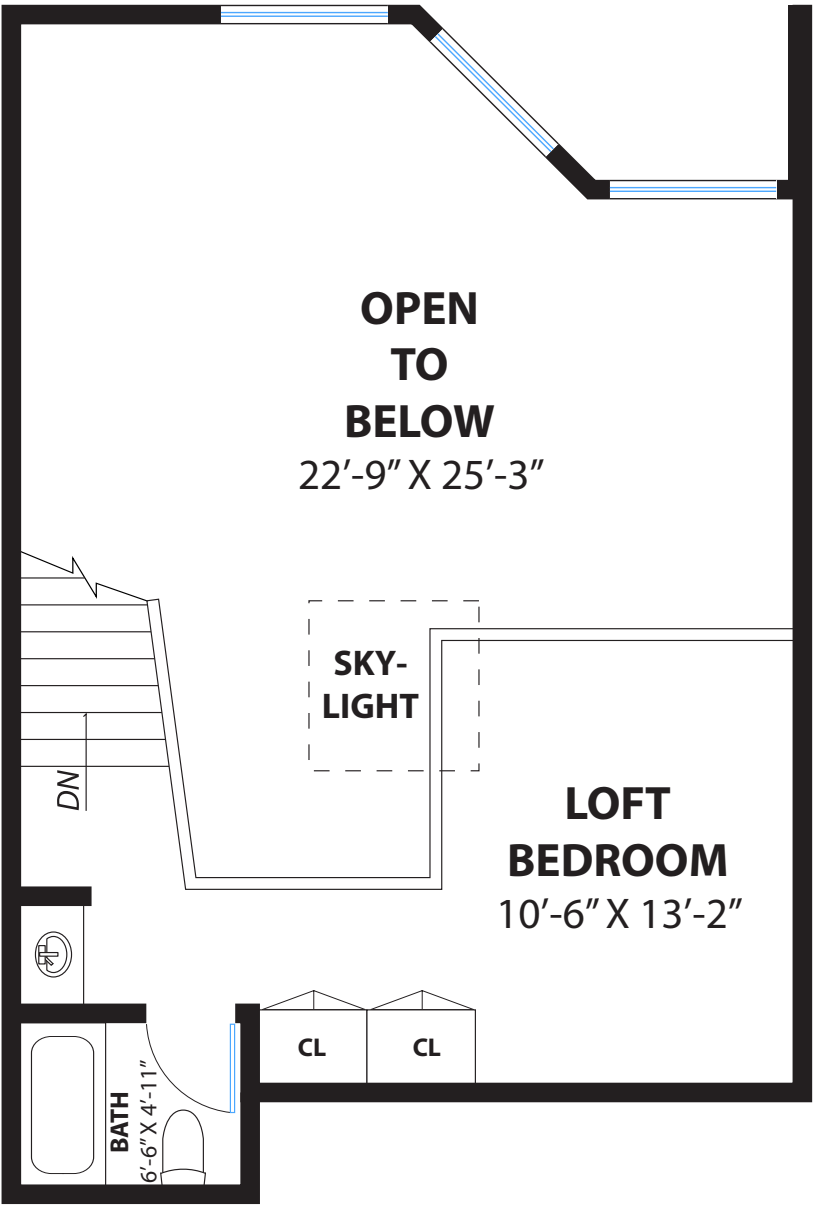 OPEN
TO
BELOW
22′-9″ X 25′-3″
SKY-
LIGHT
DN
LOFT
BEDROOM
10′-6″ X 13′-2″
CL
CL
BATH
6′-6″ X 4′-11″